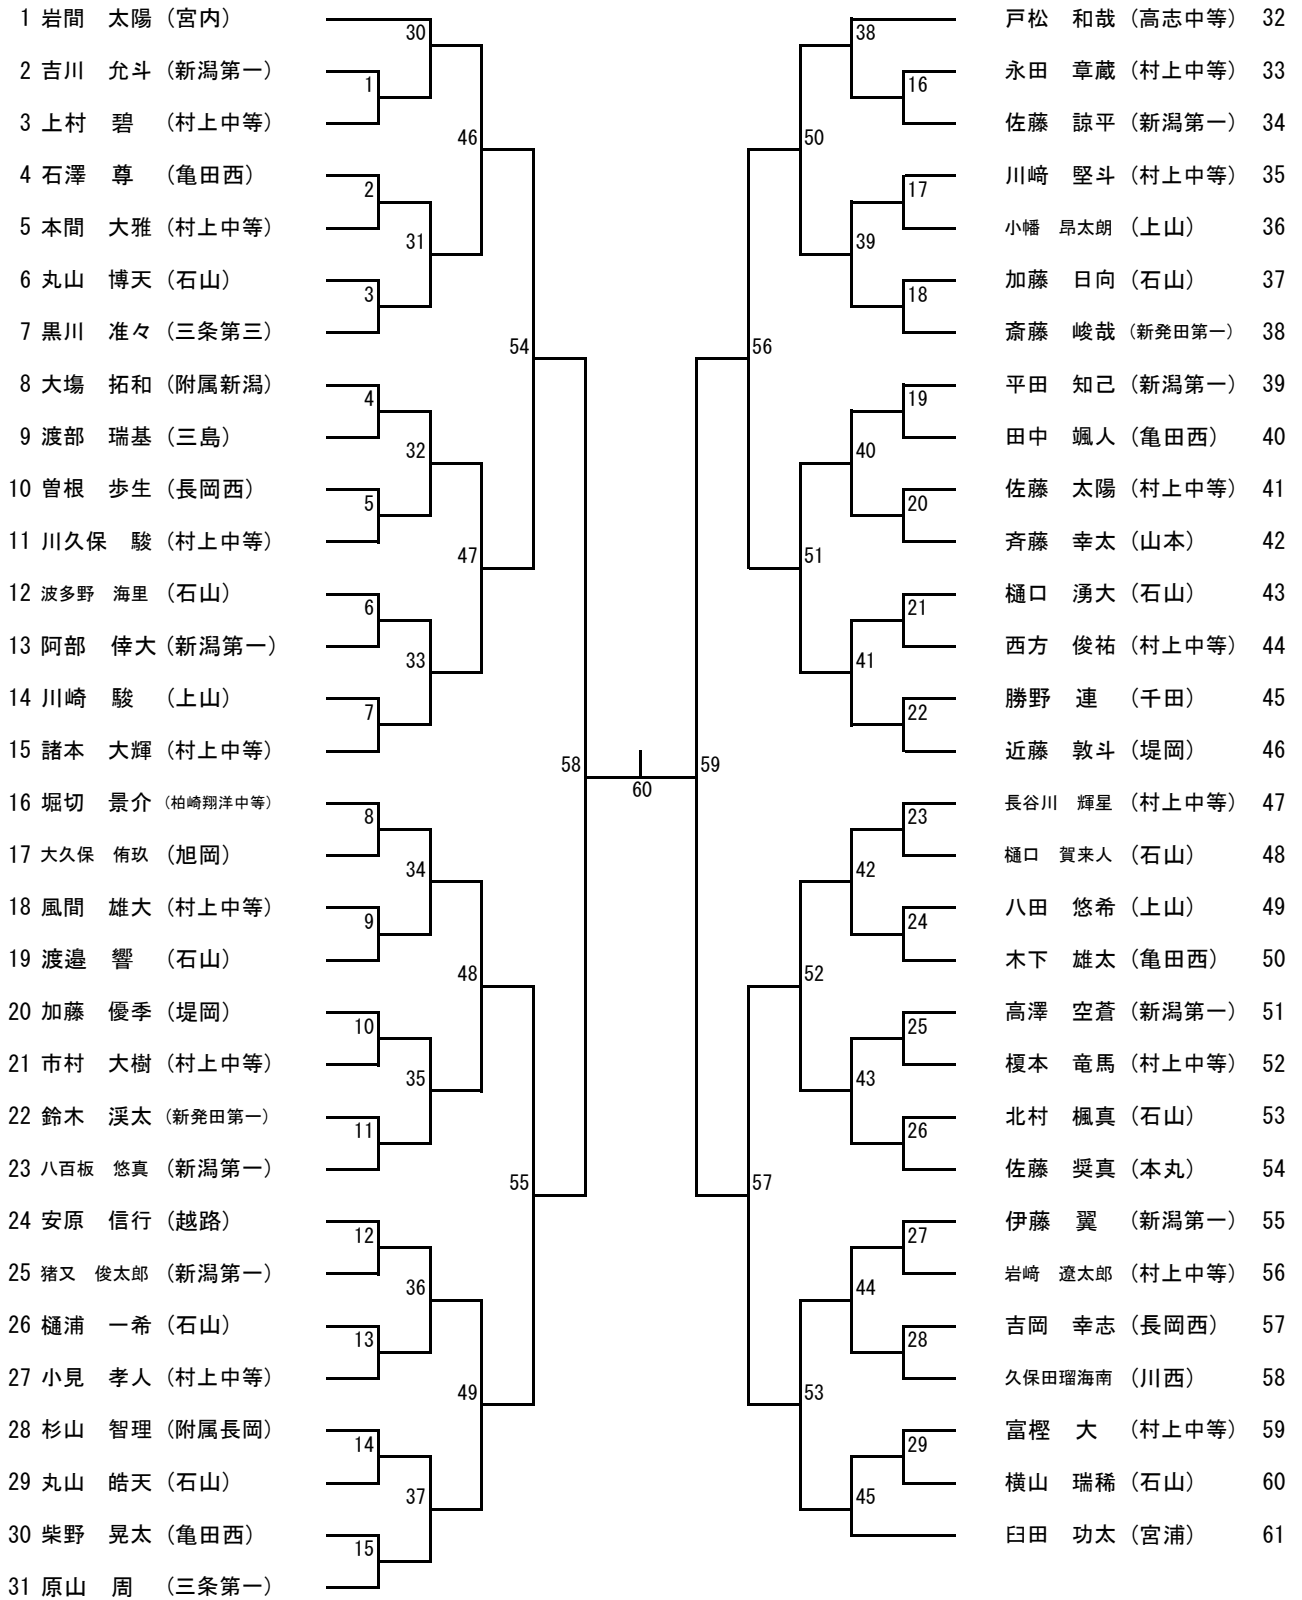 1 岩間 太陽 (宮内)
2 吉川 允斗 (新潟第一)
3 上村 碧 (村上中等)
4 石澤 尊 (亀田西)
5 本間 大雅 (村上中等)
6 丸山 博天 (石山)
7 黒川 准々 (三条第三)
8 大塲 拓和 (附属新潟)
9 渡部 瑞基 (三島)
10 曽根 歩生 (長岡西)
11 川久保 駿 (村上中等)
12 波多野 海里 (石山)
13 阿部 倖大 (新潟第一)
14 川崎 駿 (上山)
15 諸本 大輝 (村上中等)
16 堀切 景介 (柏崎翔洋中等)
17 大久保 侑玖 (旭岡)
18 風間 雄大 (村上中等)
19 渡邉 響 (石山)
20 加藤 優季 (堤岡)
21 市村 大樹 (村上中等)
22 鈴木 渓太 (新発田第一)
23 八百板 悠真 (新潟第一)
24 安原 信行 (越路)
25 猪又 俊太郎 (新潟第一)
26 樋浦 一希 (石山)
27 小見 孝人 (村上中等)
28 杉山 智理 (附属長岡)
29 丸山 皓天 (石山)
30 柴野 晃太 (亀田西)
31 原山 周 (三条第一)
30
1
46
2
31
3
54
4
32
5
47
6
33
7
58
8
34
9
48
10
35
11
55
12
36
13
49
14
37
15
60
38
16
50
17
39
18
56
19
40
20
51
21
41
22
59
23
42
24
52
25
43
26
57
27
44
28
53
29
45
戸松 和哉 (高志中等) 32
永田 章蔵 (村上中等) 33
佐藤 諒平 (新潟第一) 34
川﨑 堅斗 (村上中等) 35
小幡 昂太朗 (上山) 36
加藤 日向 (石山) 37
斎藤 峻哉 (新発田第一) 38
平田 知己 (新潟第一) 39
田中 颯人 (亀田西) 40
佐藤 太陽 (村上中等) 41
斉藤 幸太 (山本) 42
樋口 湧大 (石山) 43
西方 俊祐 (村上中等) 44
勝野 連 (千田) 45
近藤 敦斗 (堤岡) 46
長谷川 輝星 (村上中等) 47
樋口 賀来人 (石山) 48
八田 悠希 (上山) 49
木下 雄太 (亀田西) 50
高澤 空蒼 (新潟第一) 51
榎本 竜馬 (村上中等) 52
北村 楓真 (石山) 53
佐藤 奨真 (本丸) 54
伊藤 翼 (新潟第一) 55
岩﨑 遼太郎 (村上中等) 56
吉岡 幸志 (長岡西) 57
久保田瑠海南 (川西) 58
富樫 大 (村上中等) 59
横山 瑞稀 (石山) 60
臼田 功太 (宮浦) 61